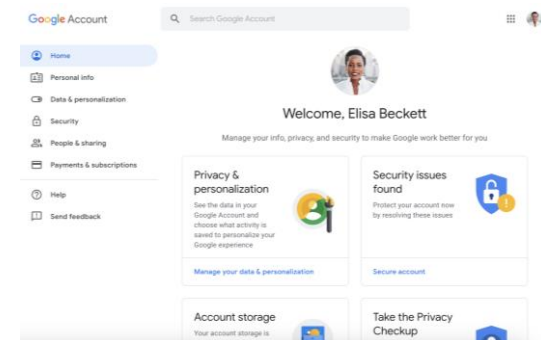 Google Account
Search Google Account
Home
Personal info
Data & personalization
Security
People & sharing
Payments & subscriptions
Help
Send feedback
Welcome, Elisa Beckett
Manage your info, privacy, and security to make Google work better for you
Privacy &
personalization
See the data in your
Google Account and
choose what activity is
saved to personalize your
Google experience
Manage your data & personalization
Security issues
found
Protect your account now
by resolving these issues
Secure account
Account storage
Your account storage is
Take the Privacy
Checkup